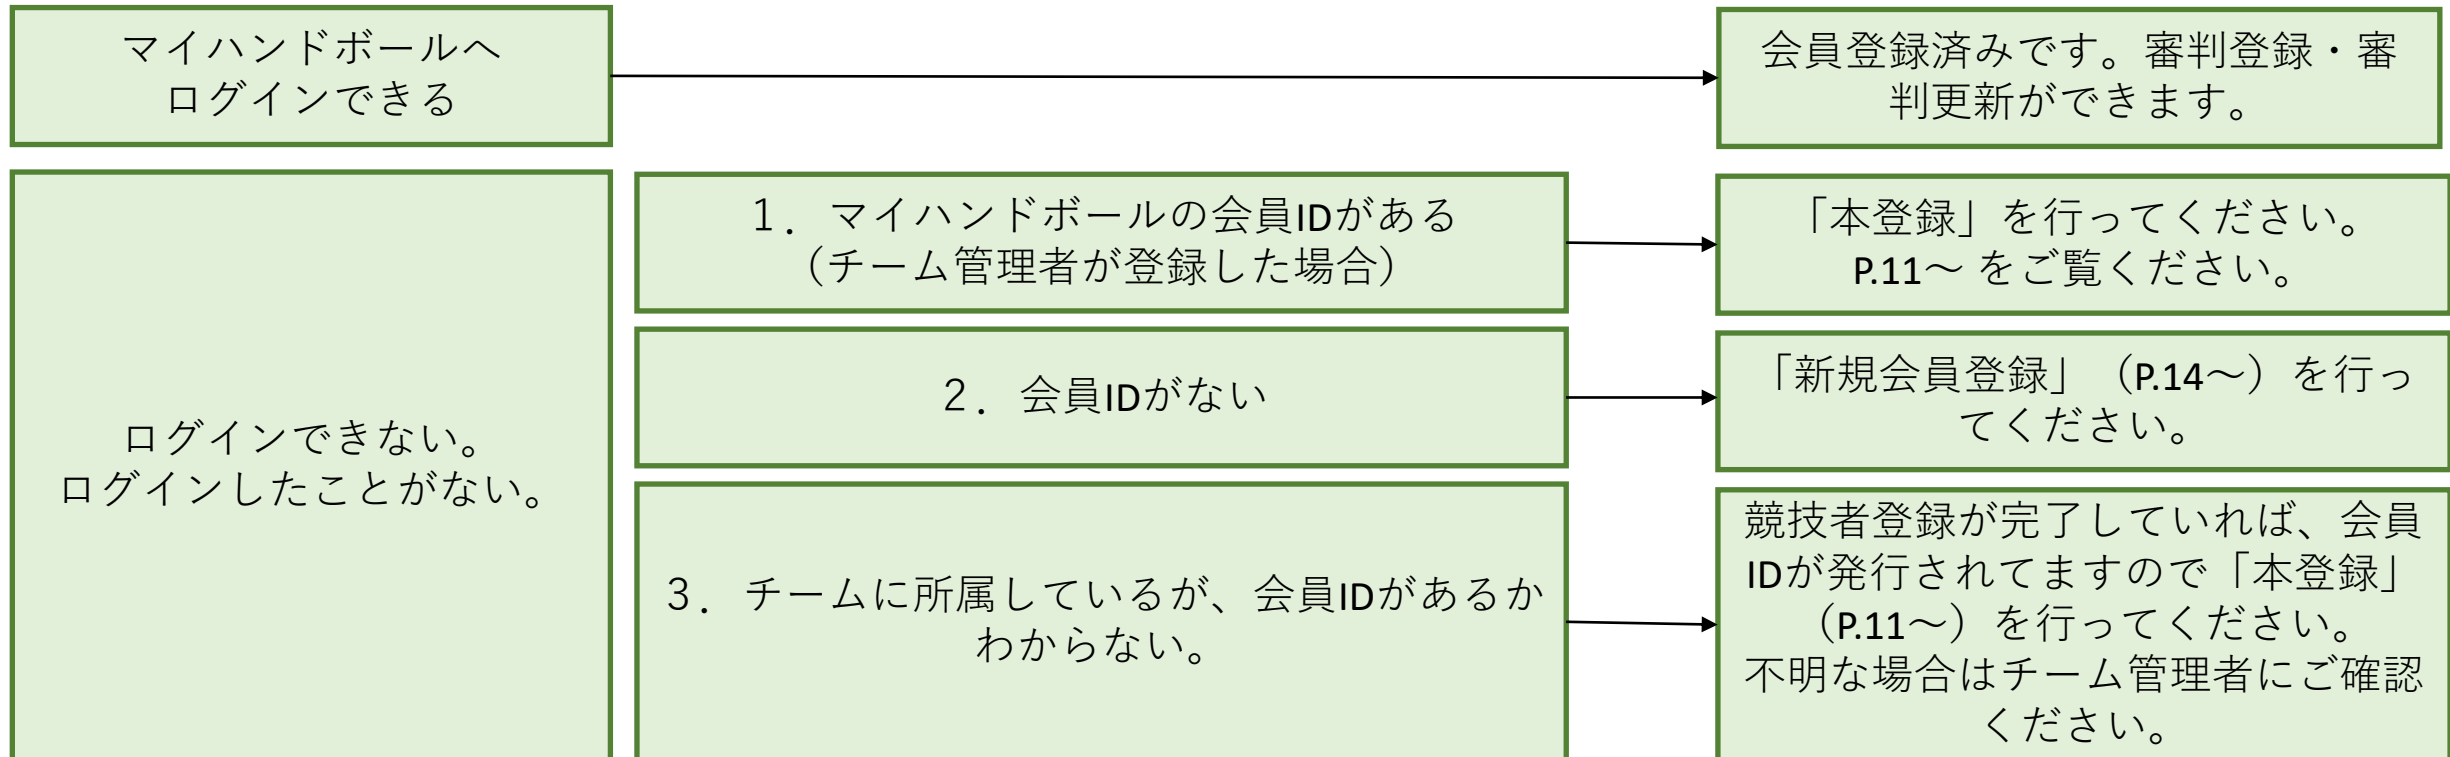 マイハンドボールへ
ログインできる
会員登録済みです。審判登録・審
判更新ができます。
ログインできない。
ログインしたことがない。
１．マイハンドボールの会員IDがある
（チーム管理者が登録した場合）
「本登録」を行ってください。
P.11～ をご覧ください。
２．会員IDがない
「新規会員登録」（P.14～）を行っ
てください。
３．チームに所属しているが、会員IDがあるか
わからない。
競技者登録が完了していれば、会員
IDが発行されてますので「本登録」
（P.11～）を行ってください。
不明な場合はチーム管理者にご確認
ください。